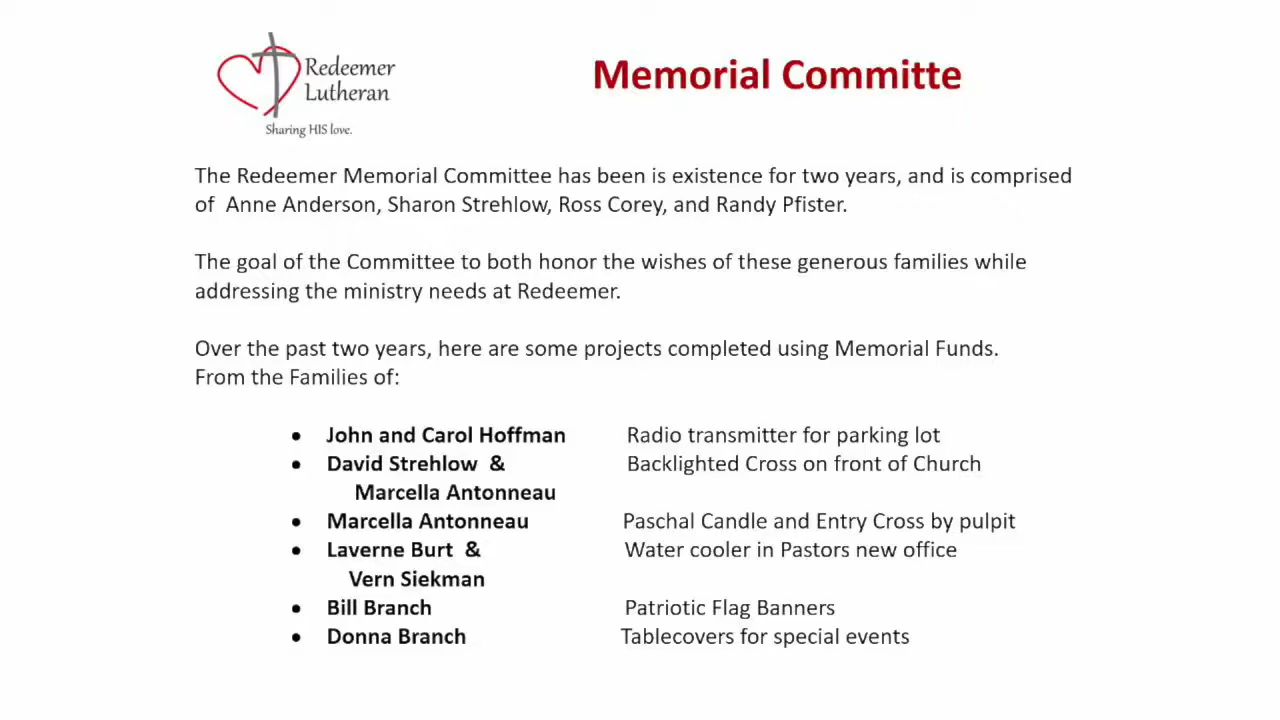 Redeemer
Lutheran
Sharing HIS love.
Memorial Committe
The Redeemer Memorial Committee has been is existence for two years, and is comprised
of Anne Anderson, Sharon Strehlow, Ross Corey, and Randy Pfister.
The goal of the Committee to both honor the wishes of these generous families while
addressing the ministry needs at Redeemer.
Over the past two years, here are some projects completed using Memorial Funds.
From the Families of:
• John and Carol Hoffman Radio transmitter for parking lot
• David Strehlow & Backlighted Cross on front of Church
Marcella Antonneau
• Marcella Antonneau Paschal Candle and Entry Cross by pulpit
• Laverne Burt & Water cooler in Pastors new office
Vern Siekman
• Bill Branch Patriotic Flag Banners
• Donna Branch Tablecovers for special events